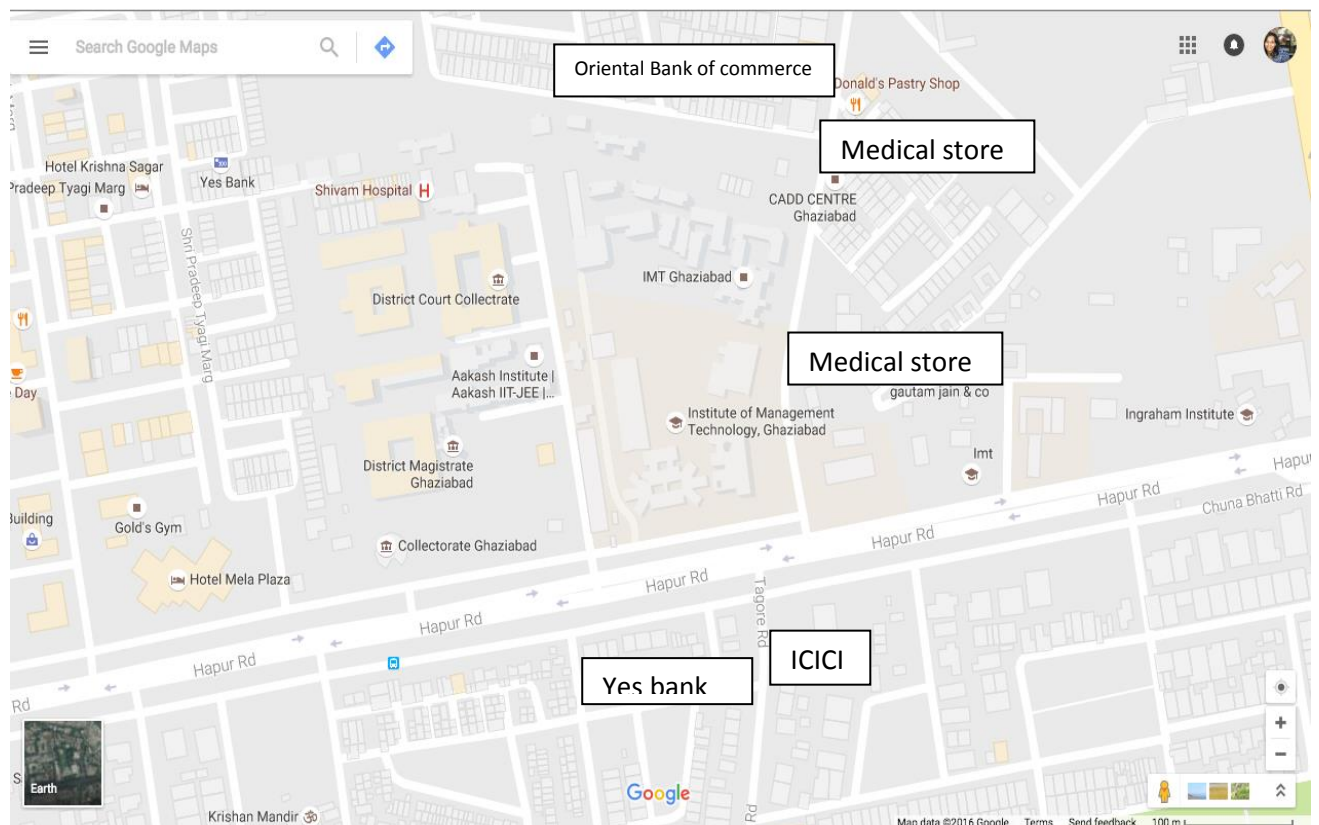 Search Google Maps
Oriental Bank of commerce
Donald's Pastry Shop
Medical store
Hotel Krishna Sagar
Pradeep Tyagi Marg
Yes Bank
Shivam Hospital H
CADD CENTRE
Ghaziabad
Shri Pradeep Tyagi Marg
IMT Ghaziabad
District Court Collectrate
Medical store
Aakash Institute |
Aakash IIT-JEE |...
Day
gautam jain & co
Institute of Management
Technology, Ghaziabad
Ingraham Institute
Imt
District Magistrate
Ghaziabad
Hapur
Hapur Rd
Chuna Bhatti Rd
Building
Gold's Gym
Hapur Rd
Collectorate Ghaziabad
Hotel Mela Plaza
Hapur Rd
Tagore Rd
Hapur Rd
Hapur Rd
ICICI
Yes bank
Rd
Earth
Google
Krishan Mandir
Rd
Map data ©2016 Google Terms Send feedback 100 m